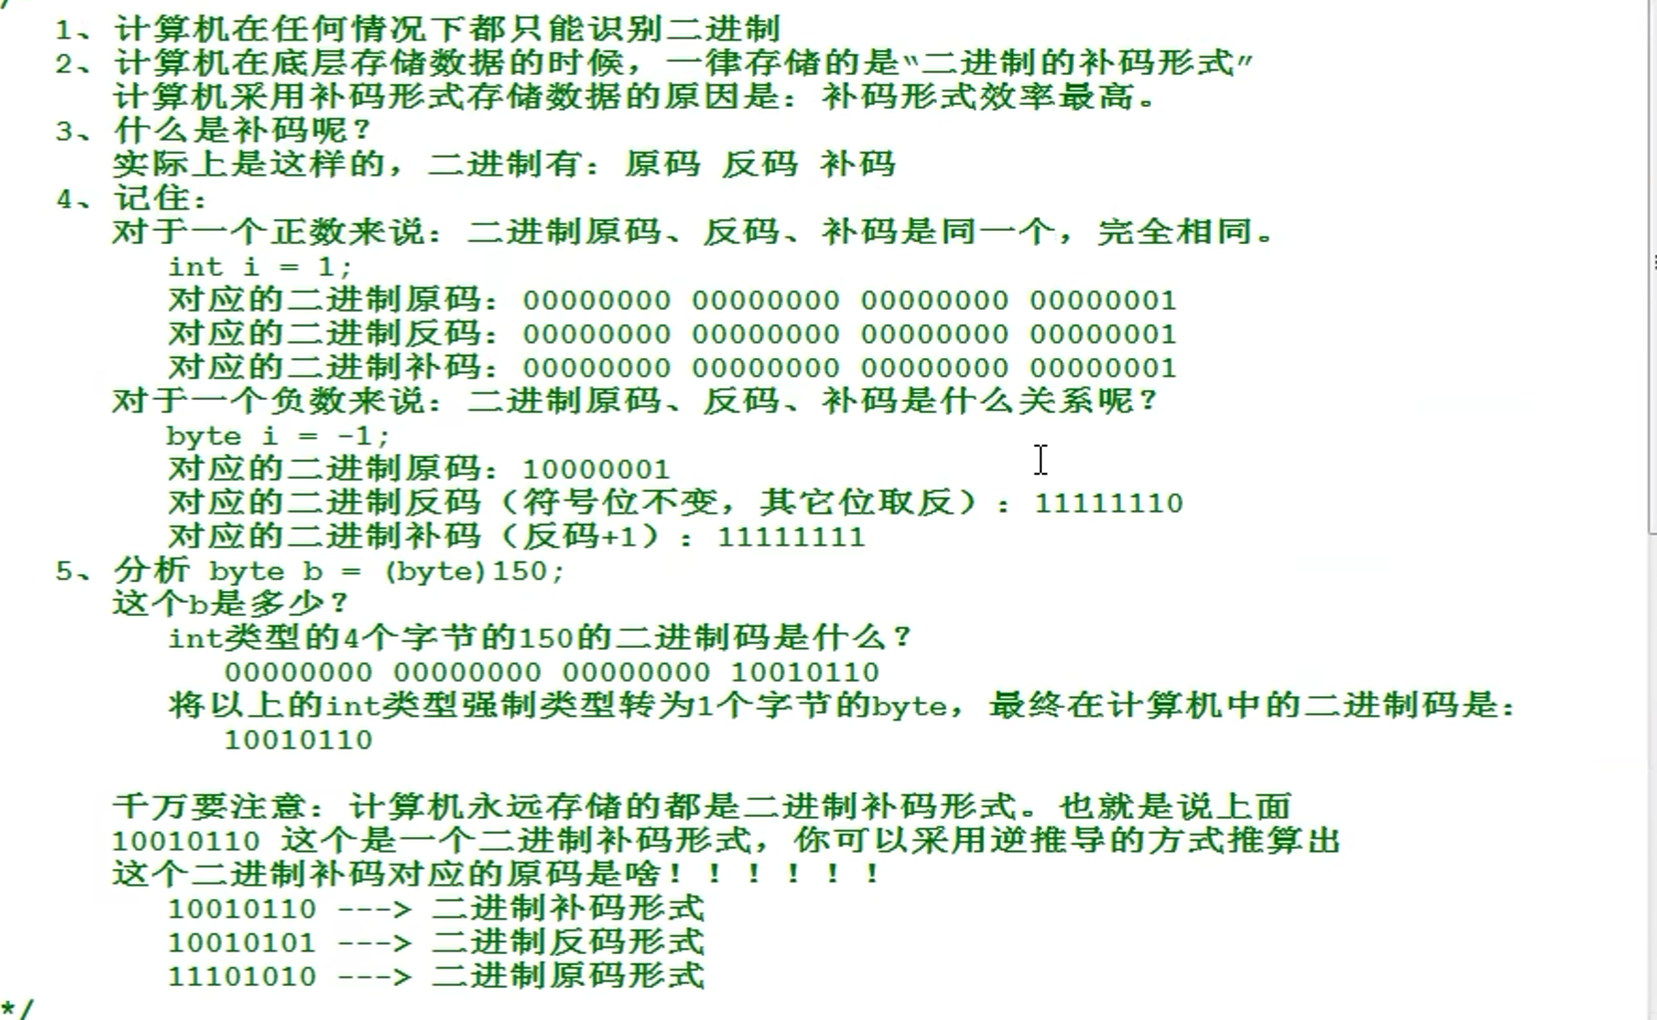 1、计算机在任何情况下都只能识别二进制
2、计算机在底层存储数据的时候，一律存储的是“二进制的补码形式”
计算机采用补码形式存储数据的原因是：补码形式效率最高。
3、什么是补码呢？
实际上是这样的，二进制有：原码 反码 补码
4、记住：
对于一个正数来说：二进制原码、反码、补码是同一个，完全相同。
int i = 1;
对应的二进制原码：00000000 00000000 00000000 00000001
对应的二进制反码：00000000 00000000 00000000 00000001
对应的二进制补码：00000000 00000000 00000000 00000001
对于一个负数来说：二进制原码、反码、补码是什么关系呢？
byte i = -1;
对应的二进制原码：10000001
对应的二进制反码（符号位不变，其它位取反）：11111110
对应的二进制补码（反码+1）：11111111
5、分析 byte b = (byte)150;
这个b是多少？
int类型的4个字节的150的二进制码是什么？
00000000 00000000 00000000 10010110
将以上的int类型强制类型转为1个字节的byte，最终在计算机中的二进制码是：
10010110
千万要注意：计算机永远存储的都是二进制补码形式。也就是说上面
10010110 这个是一个二进制补码形式，你可以采用逆推导的方式推算出
这个二进制补码对应的原码是啥！！！！！！
10010110 ---> 二进制补码形式
10010101 ---> 二进制反码形式
11101010 ---> 二进制原码形式
*/